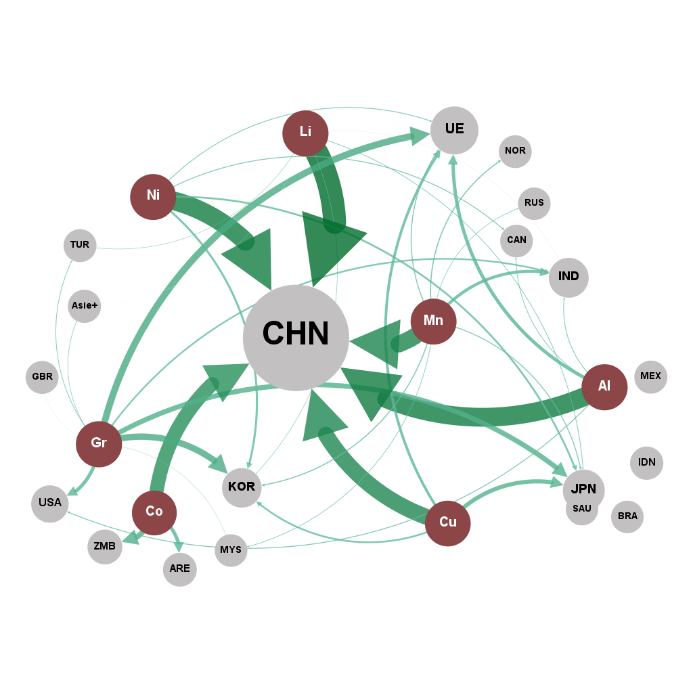 UE
Li
NOR
Ni
RUS
CAN
TUR
IND
Asie+
Mn
CHN
GBR
MEX
Al
Gr
IDN
KOR
JPN
USA
SAU
Co
BRA
Cu
ZMB
MYS
ARE